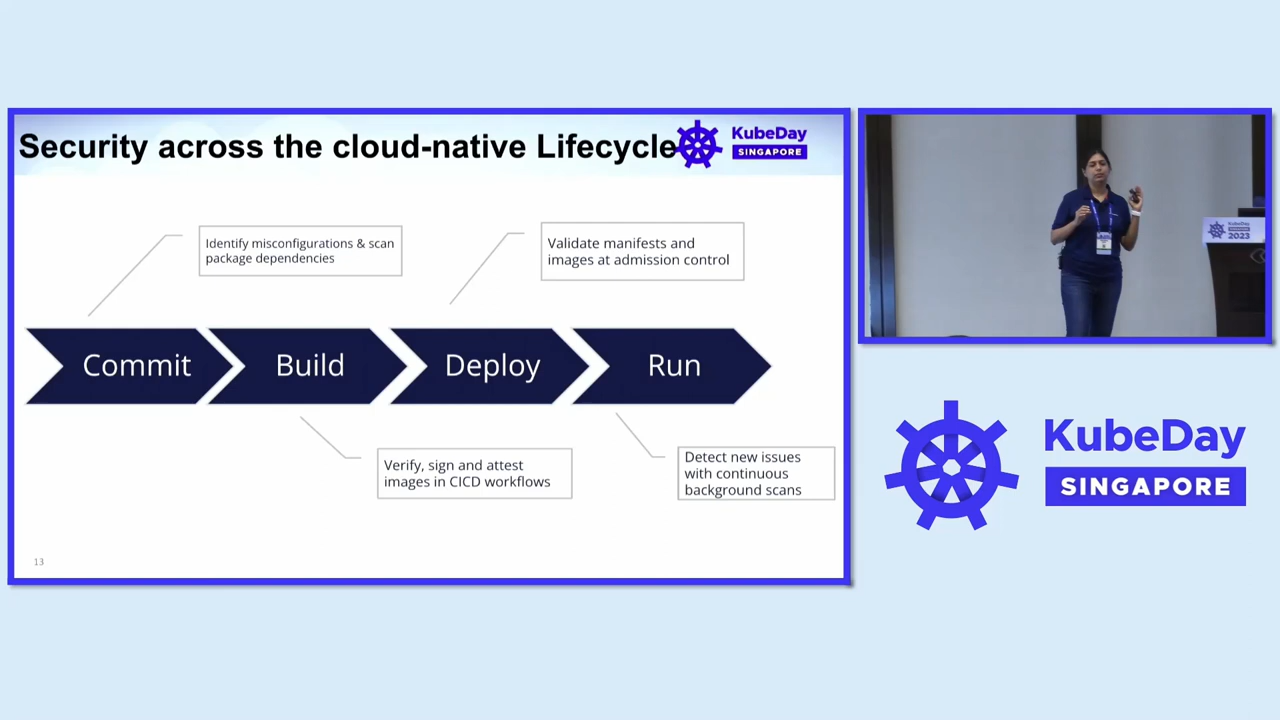 Security across the cloud-native Lifecycle
KubeDay
SINGAPORE
Identify misconfigurations & scan
package dependencies
Validate manifests and
images at admission control
Commit
Build
Deploy
Run
Verify, sign and attest
images in CICD workflows
Detect new issues
with continuous
background scans
13
KubeDay
2023
KubeDay
SINGAPORE